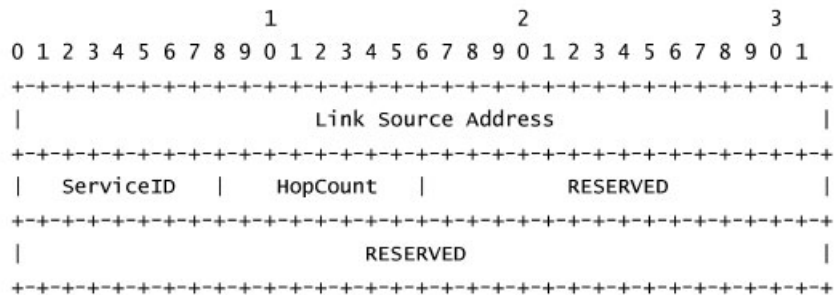 1                   2                   3
0 1 2 3 4 5 6 7 8 9 0 1 2 3 4 5 6 7 8 9 0 1 2 3 4 5 6 7 8 9 0 1
+-+-+-+-+-+-+-+-+-+-+-+-+-+-+-+-+-+-+-+-+-+-+-+-+-+-+-+-+-+-+-+-+
|                       Link Source Address                     |
+-+-+-+-+-+-+-+-+-+-+-+-+-+-+-+-+-+-+-+-+-+-+-+-+-+-+-+-+-+-+-+-+
|   ServiceID   |    HopCount   |           RESERVED            |
+-+-+-+-+-+-+-+-+-+-+-+-+-+-+-+-+-+-+-+-+-+-+-+-+-+-+-+-+-+-+-+-+
|                           RESERVED                            |
+-+-+-+-+-+-+-+-+-+-+-+-+-+-+-+-+-+-+-+-+-+-+-+-+-+-+-+-+-+-+-+-+